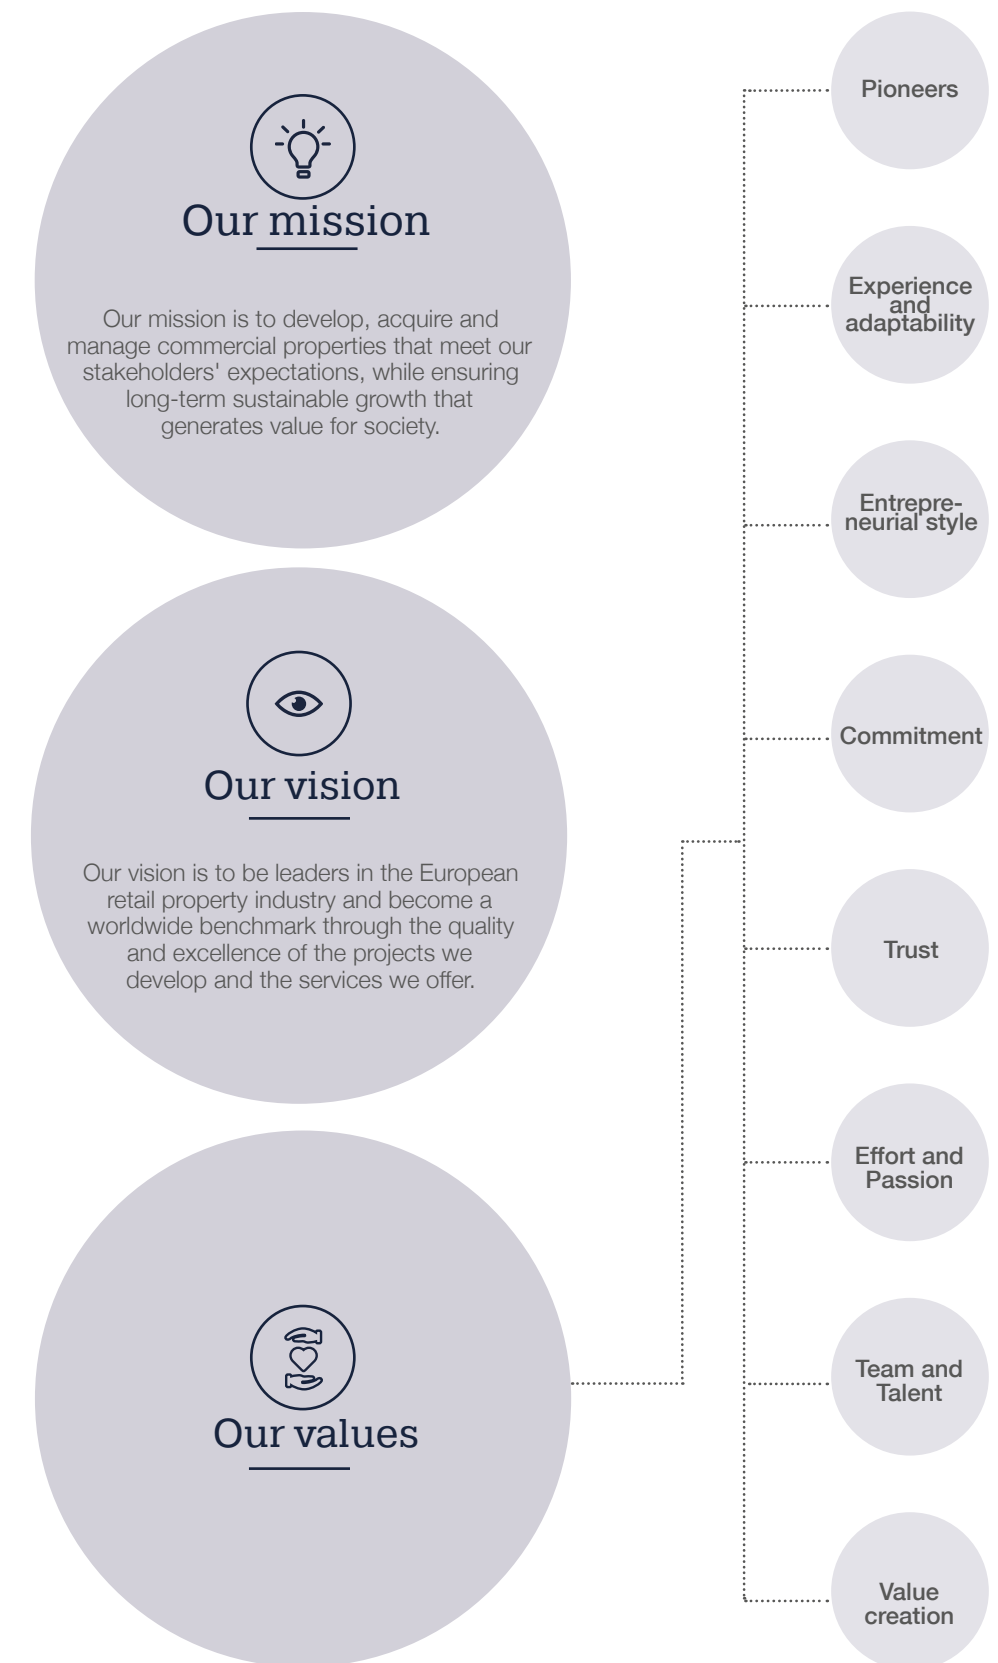 Our mission
Our mission is to develop, acquire and
manage commercial properties that meet our
stakeholders' expectations, while ensuring
long-term sustainable growth that
generates value for society.
Our vision
Our vision is to be leaders in the European
retail property industry and become a
worldwide benchmark through the quality
and excellence of the projects we
develop and the services we offer.
Our values
Pioneers
Experience
and
adaptability
Entrepre-
neurial style
Commitment
Trust
Effort and
Passion
Team and
Talent
Value
creation